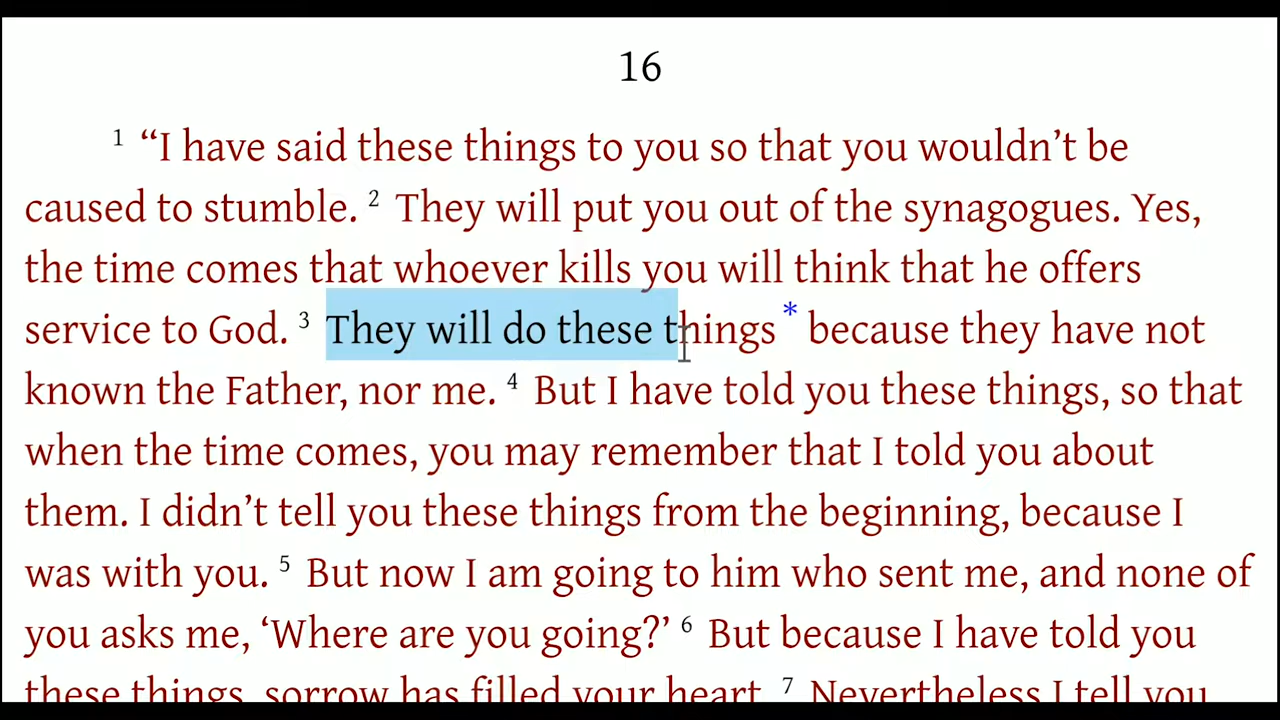 16
1 “I have said these things to you so that you wouldn’t be
caused to stumble. 2 They will put you out of the synagogues. Yes,
the time comes that whoever kills you will think that he offers
service to God. 3 They will do these things* because they have not
known the Father, nor me. 4 But I have told you these things, so that
when the time comes, you may remember that I told you about
them. I didn’t tell you these things from the beginning, because I
was with you. 5 But now I am going to him who sent me, and none of
you asks me, ‘Where are you going?’ 6 But because I have told you
these things, sorrow has filled your heart. 7 Nevertheless I tell you